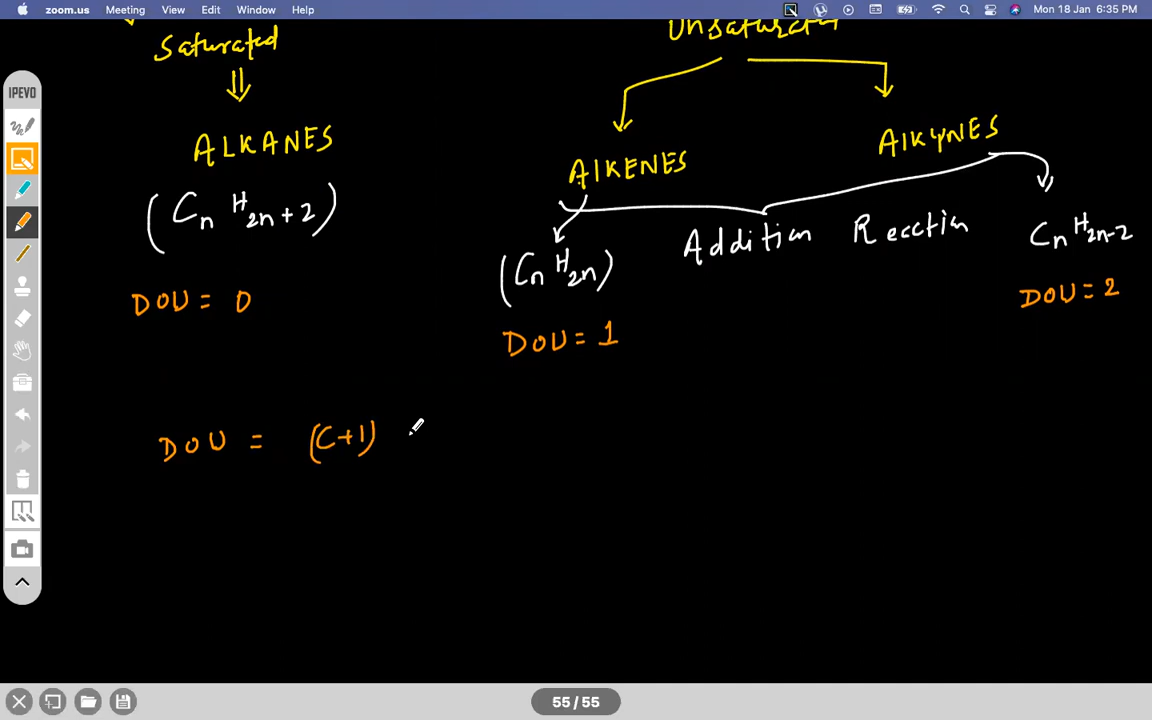 zoom.us Meeting View Edit Window Help Mon 18 Jan 6:35 PM
Saturated
Unsaturated
IPEVO
ALKANES
AlKENES
AlKYNES
(CnH2n+2)
(CnH2n)
Addition Reaction
CnH2n-2
DOU = 0
DOU = 1
DOU = 2
DOU = (C+1)
55/55